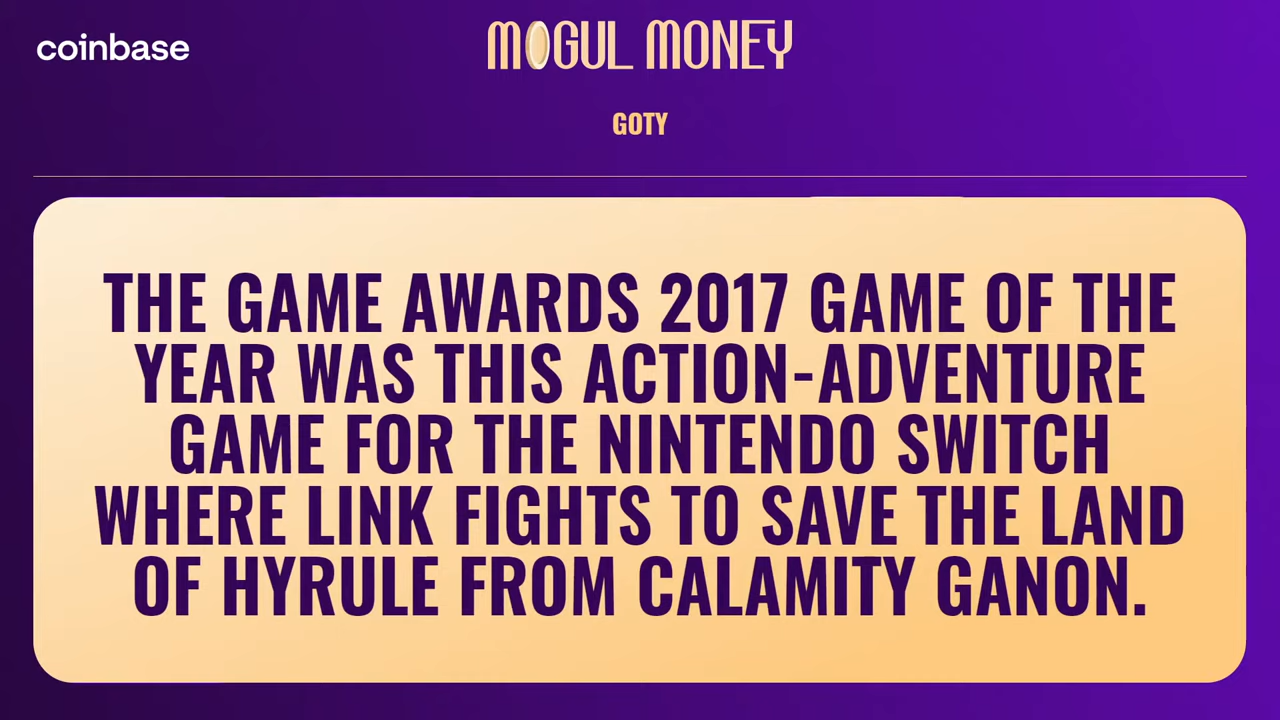 coinbase
MOGUL MONEY
GOTY
THE GAME AWARDS 2017 GAME OF THE
YEAR WAS THIS ACTION-ADVENTURE
GAME FOR THE NINTENDO SWITCH
WHERE LINK FIGHTS TO SAVE THE LAND
OF HYRULE FROM CALAMITY GANON.